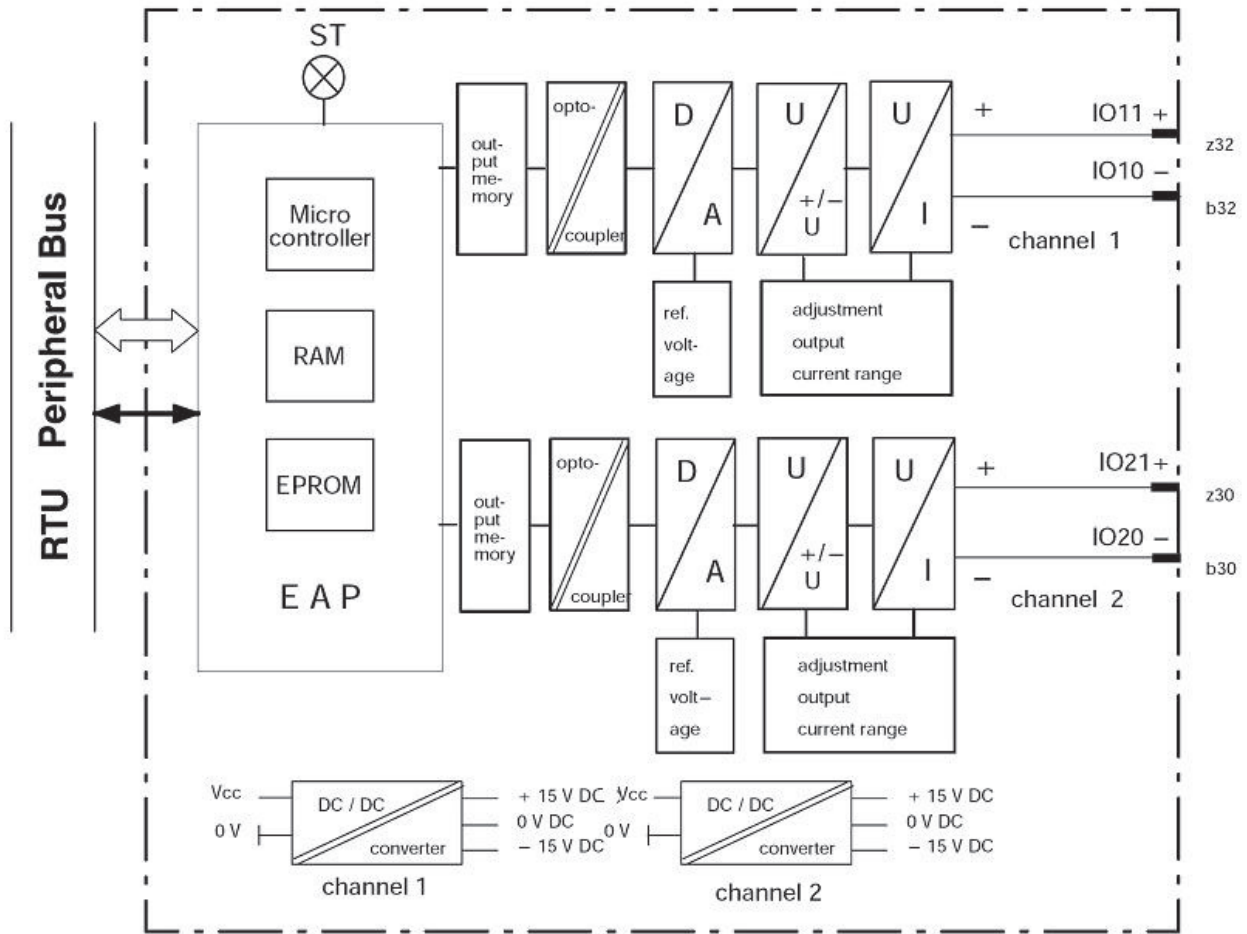 ST
RTU Peripheral Bus
Micro
controller
RAM
EPROM
E A P
out-
put
me-
mory
opto-
coupler
D
A
U
+/−
U
U
I
+
−
IO11 +
IO10 −
z32
b32
channel 1
ref.
volt-
age
adjustment
output
current range
out-
put
me-
mory
opto-
coupler
D
A
U
+/−
U
U
I
+
−
IO21+
IO20 −
z30
b30
channel 2
ref.
volt−
age
adjustment
output
current range
Vcc
0 V
DC / DC
converter
+ 15 V DC
0 V DC
− 15 V DC
channel 1
Vcc
0 V
DC / DC
converter
+ 15 V DC
0 V DC
− 15 V DC
channel 2